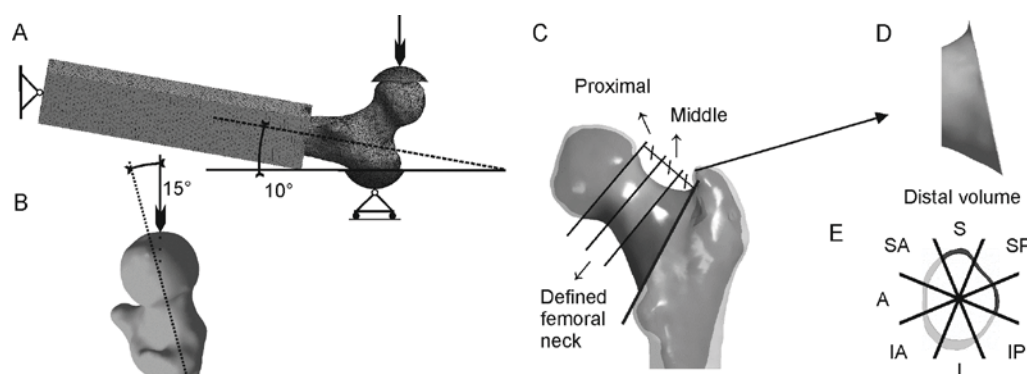 A
10°
B
15°
C
Proximal
Middle
Defined
femoral
neck
D
Distal volume
E
S
SA
SP
A
IA
IP
I